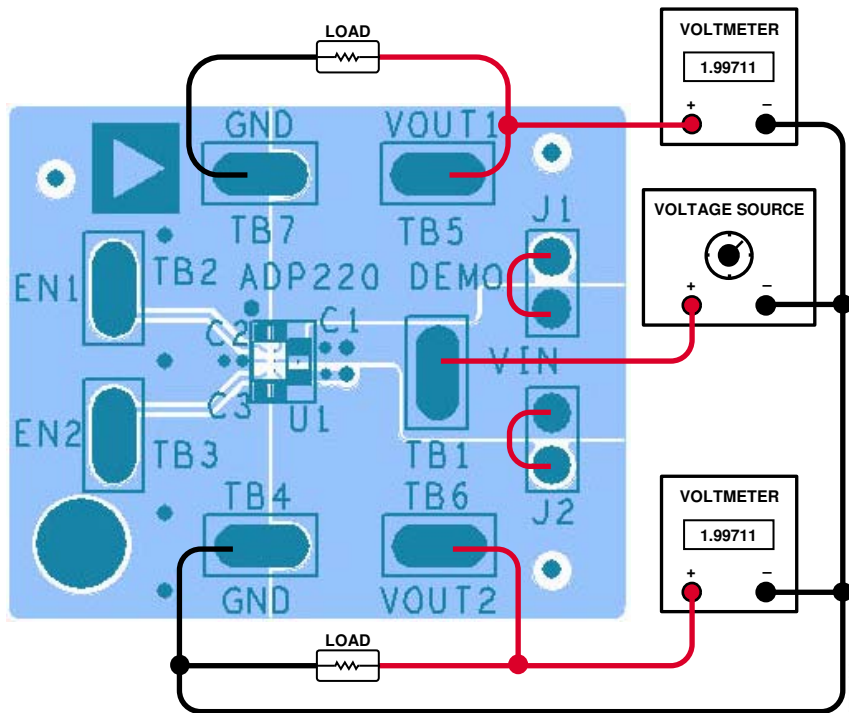 LOAD
VOLTMETER
1.99711
+ −
GND
VOUT1
TB7
TB5
J1
VOLTAGE SOURCE
+ −
EN1
TB2
ADP220 DEMO
C2
C1
VIN
C3
U1
EN2
TB3
TB1
TB4
TB6
J2
VOLTMETER
1.99711
+ −
GND
VOUT2
LOAD